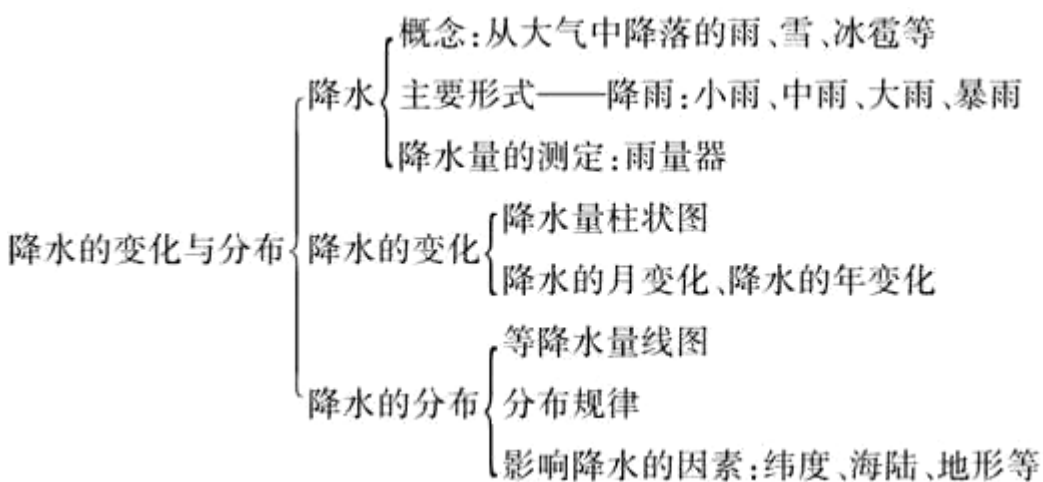 降水的变化与分布
降水
概念:从大气中降落的雨、雪、冰雹等
主要形式——降雨:小雨、中雨、大雨、暴雨
降水量的测定:雨量器
降水的变化
降水量柱状图
降水的月变化、降水的年变化
降水的分布
等降水量线图
分布规律
影响降水的因素:纬度、海陆、地形等